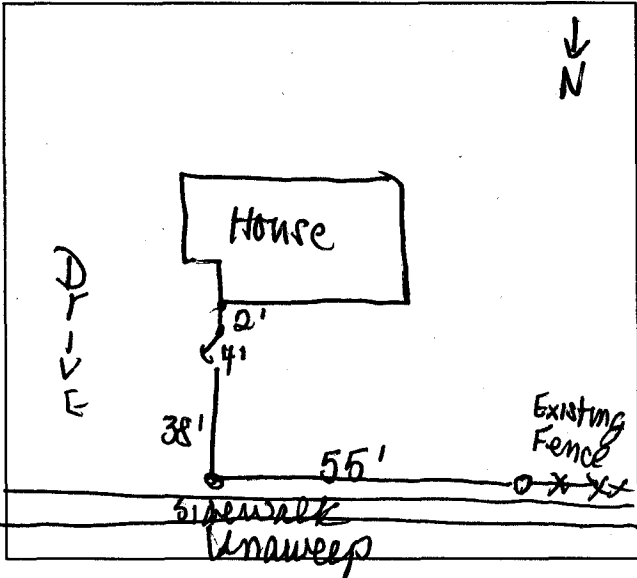 N
House
DrIVE
2'
4'
38'
Existing
Fence
55'
sidewalk
Unaweep